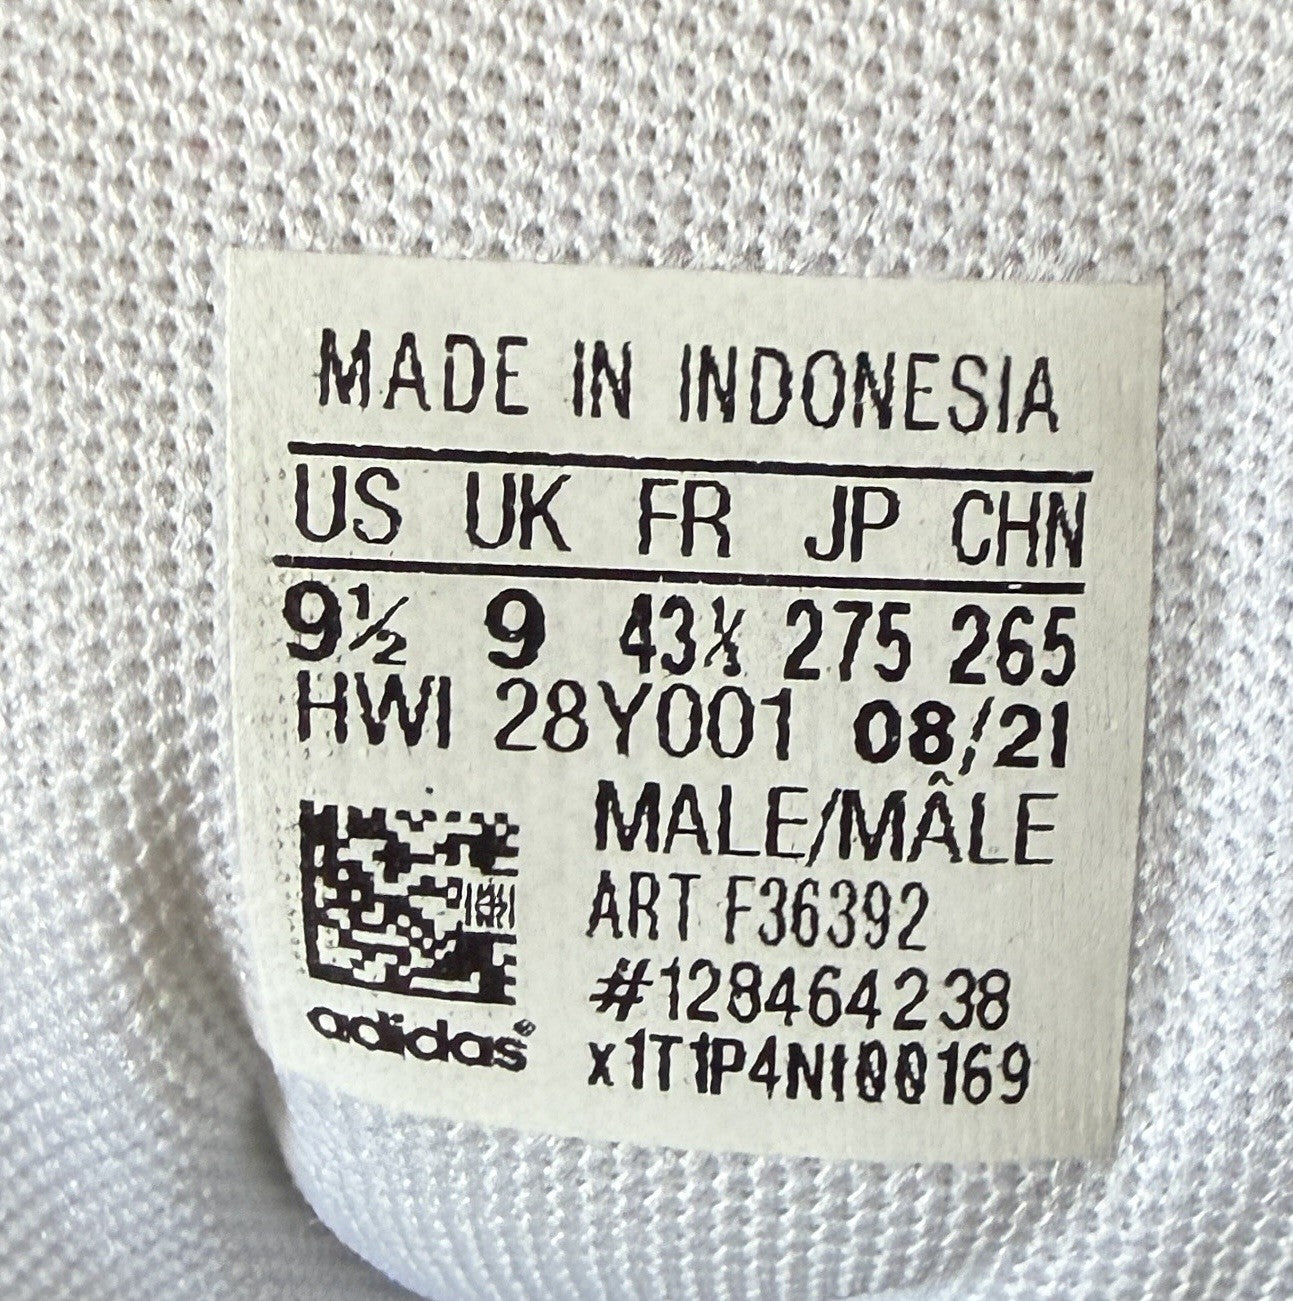 MADE IN INDONESIA
US UK FR JP CHN
9½ 9 43⅓ 275 265
HWI 28Y001 08/21
MALE/MÂLE
ART F36392
#128464238
x1T1P4N100169
adidas®